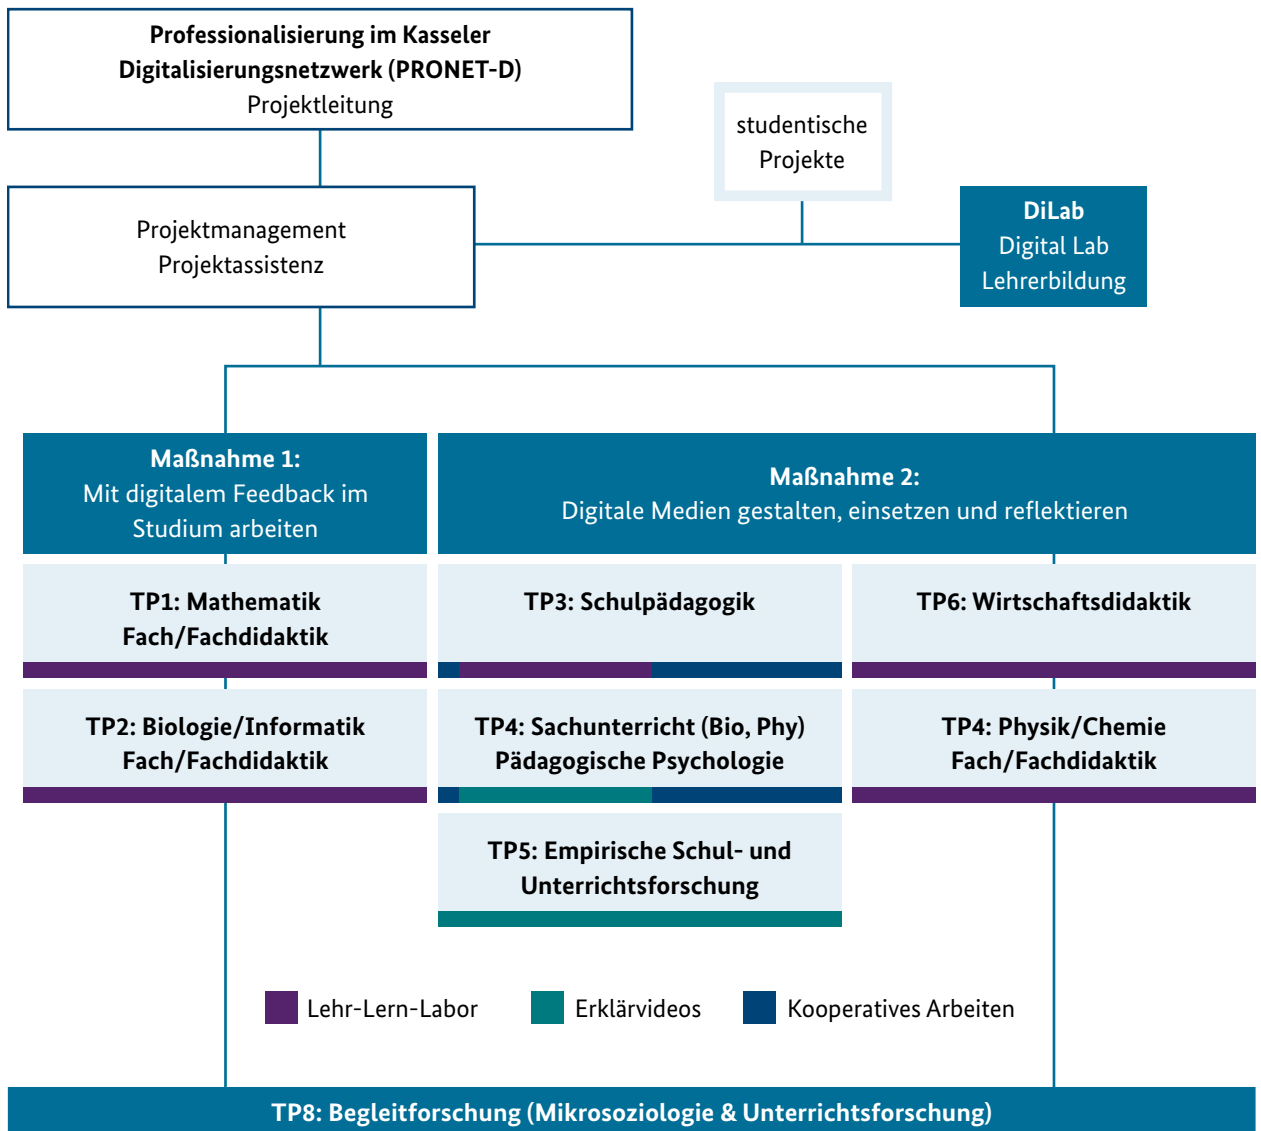 Professionalisierung im Kasseler
Digitalisierungsnetzwerk (PRONET-D)
Projektleitung
studentische
Projekte
Projektmanagement
Projektassistenz
DiLab
Digital Lab
Lehrerbildung
Maßnahme 1:
Mit digitalem Feedback im
Studium arbeiten
Maßnahme 2:
Digitale Medien gestalten, einsetzen und reflektieren
TP1: Mathematik
Fach/Fachdidaktik
TP3: Schulpädagogik
TP6: Wirtschaftsdidaktik
TP2: Biologie/Informatik
Fach/Fachdidaktik
TP4: Sachunterricht (Bio, Phy)
Pädagogische Psychologie
TP4: Physik/Chemie
Fach/Fachdidaktik
TP5: Empirische Schul- und
Unterrichtsforschung
Lehr-Lern-Labor
Erklärvideos
Kooperatives Arbeiten
TP8: Begleitforschung (Mikrosoziologie & Unterrichtsforschung)